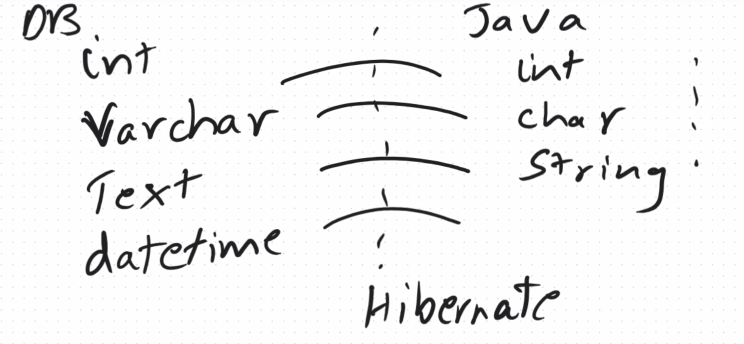 DB
int
Varchar
Text
datetime
Java
int
char
String
Hibernate